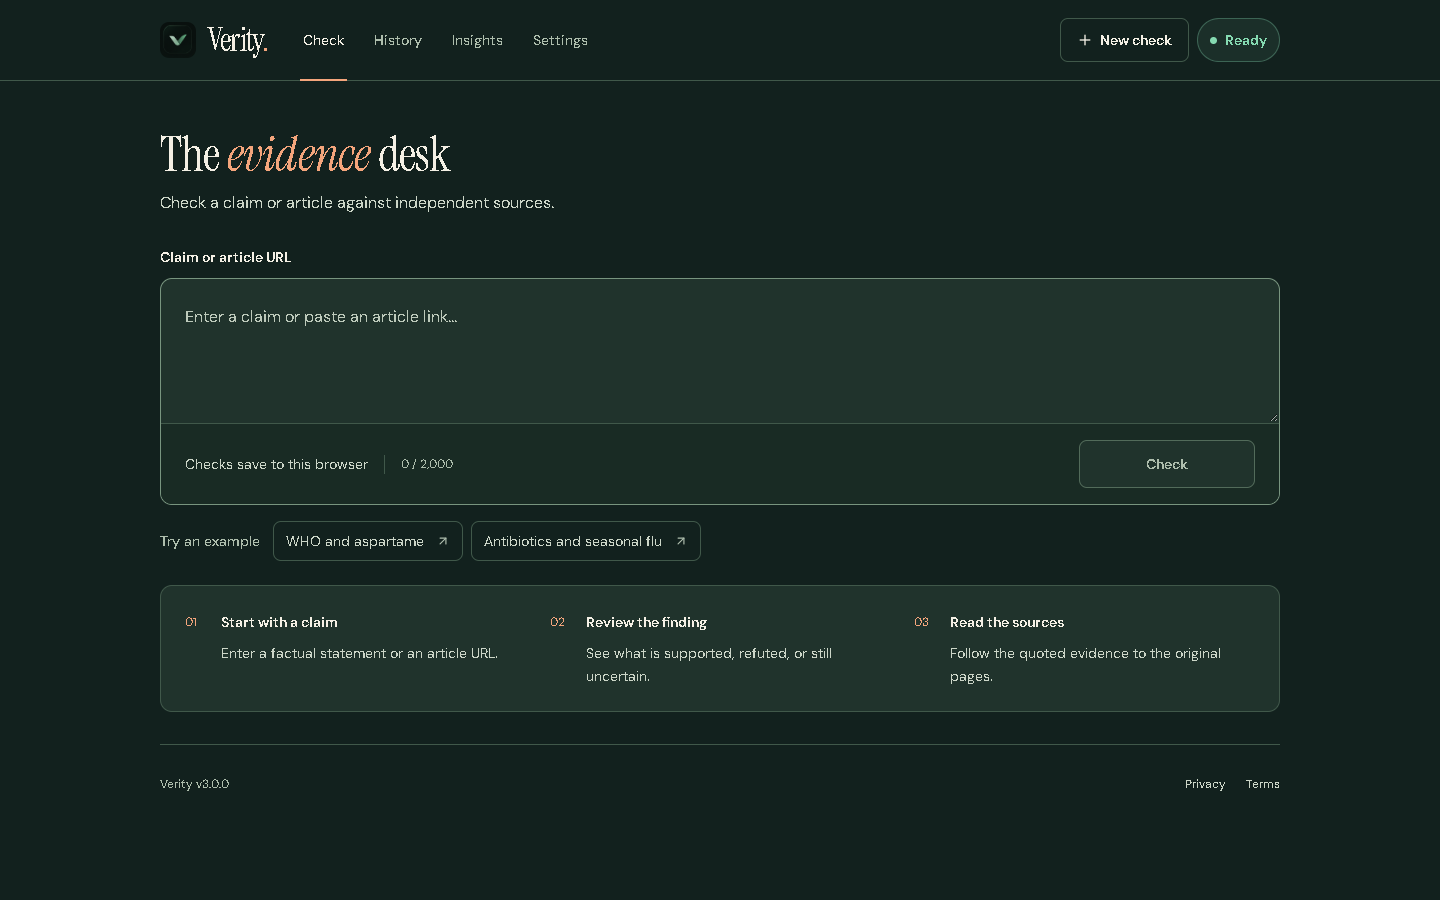 Verity.
Check
History
Insights
Settings
New check
Ready
The evidence desk
Check a claim or article against independent sources.
Claim or article URL
Enter a claim or paste an article link...
Checks save to this browser
0 / 2,000
Check
Try an example
WHO and aspartame
Antibiotics and seasonal flu
01
Start with a claim
Enter a factual statement or an article URL.
02
Review the finding
See what is supported, refuted, or still
uncertain.
03
Read the sources
Follow the quoted evidence to the original
pages.
Verity v3.0.0
Privacy
Terms